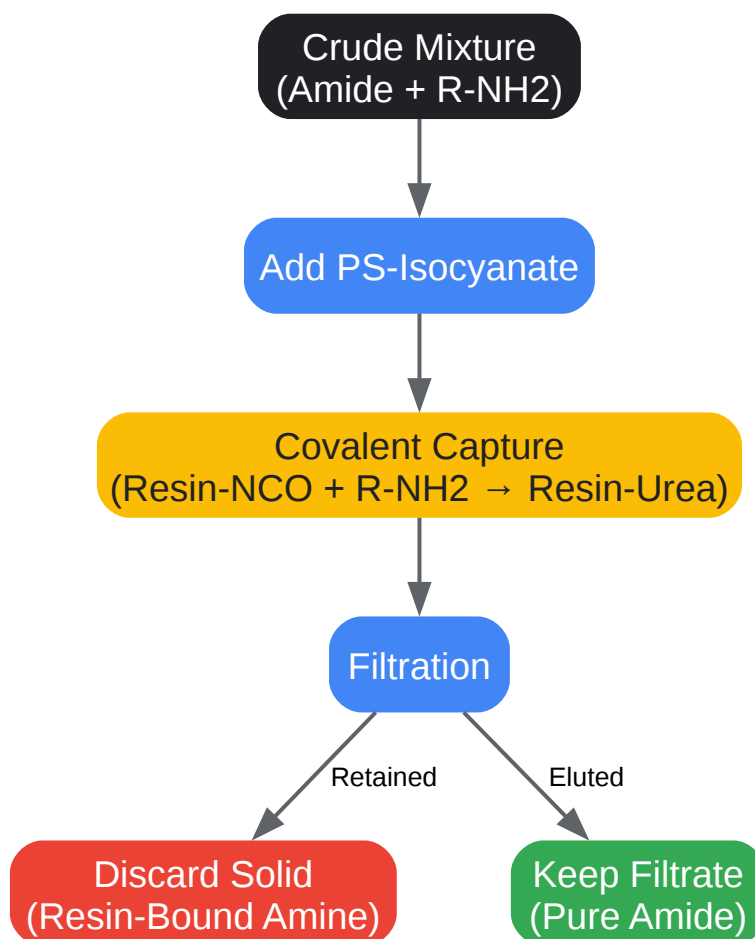 Crude Mixture
(Amide + R-NH2)
Add PS-Isocyanate
Covalent Capture
(Resin-NCO + R-NH2 → Resin-Urea)
Filtration
Retained
Eluted
Discard Solid
(Resin-Bound Amine)
Keep Filtrate
(Pure Amide)